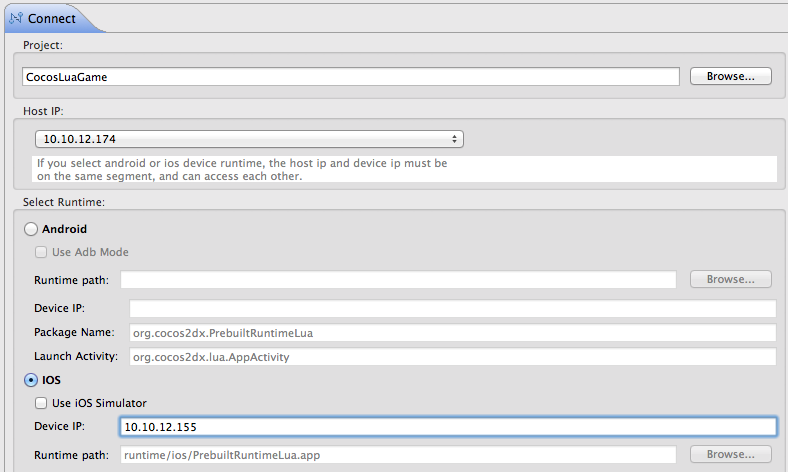 Connect
Project:
CocosLuaGame
Browse...
Host IP:
10.10.12.174
If you select android or ios device runtime, the host ip and device ip must be
on the same segment, and can access each other.
Select Runtime:
Android
Use Adb Mode
Runtime path:
Browse...
Device IP:
Package Name: org.cocos2dx.PrebuiltRuntimeLua
Launch Activity: org.cocos2dx.lua.AppActivity
IOS
Use iOS Simulator
Device IP: 10.10.12.155
Runtime path: runtime/ios/PrebuiltRuntimeLua.app
Browse...